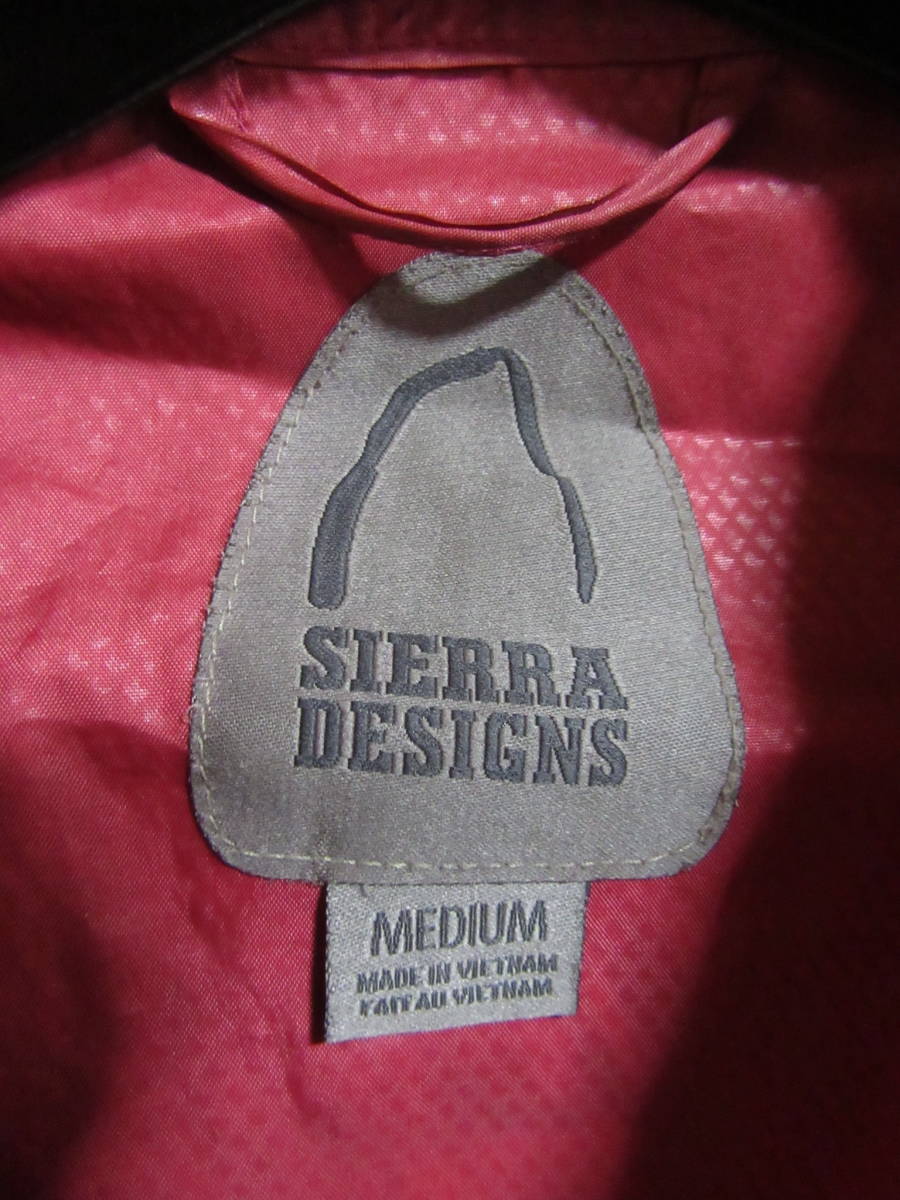 SIERRA
DESIGNS
MEDIUM
MADE IN VIETNAM
FAIT AU VIETNAM